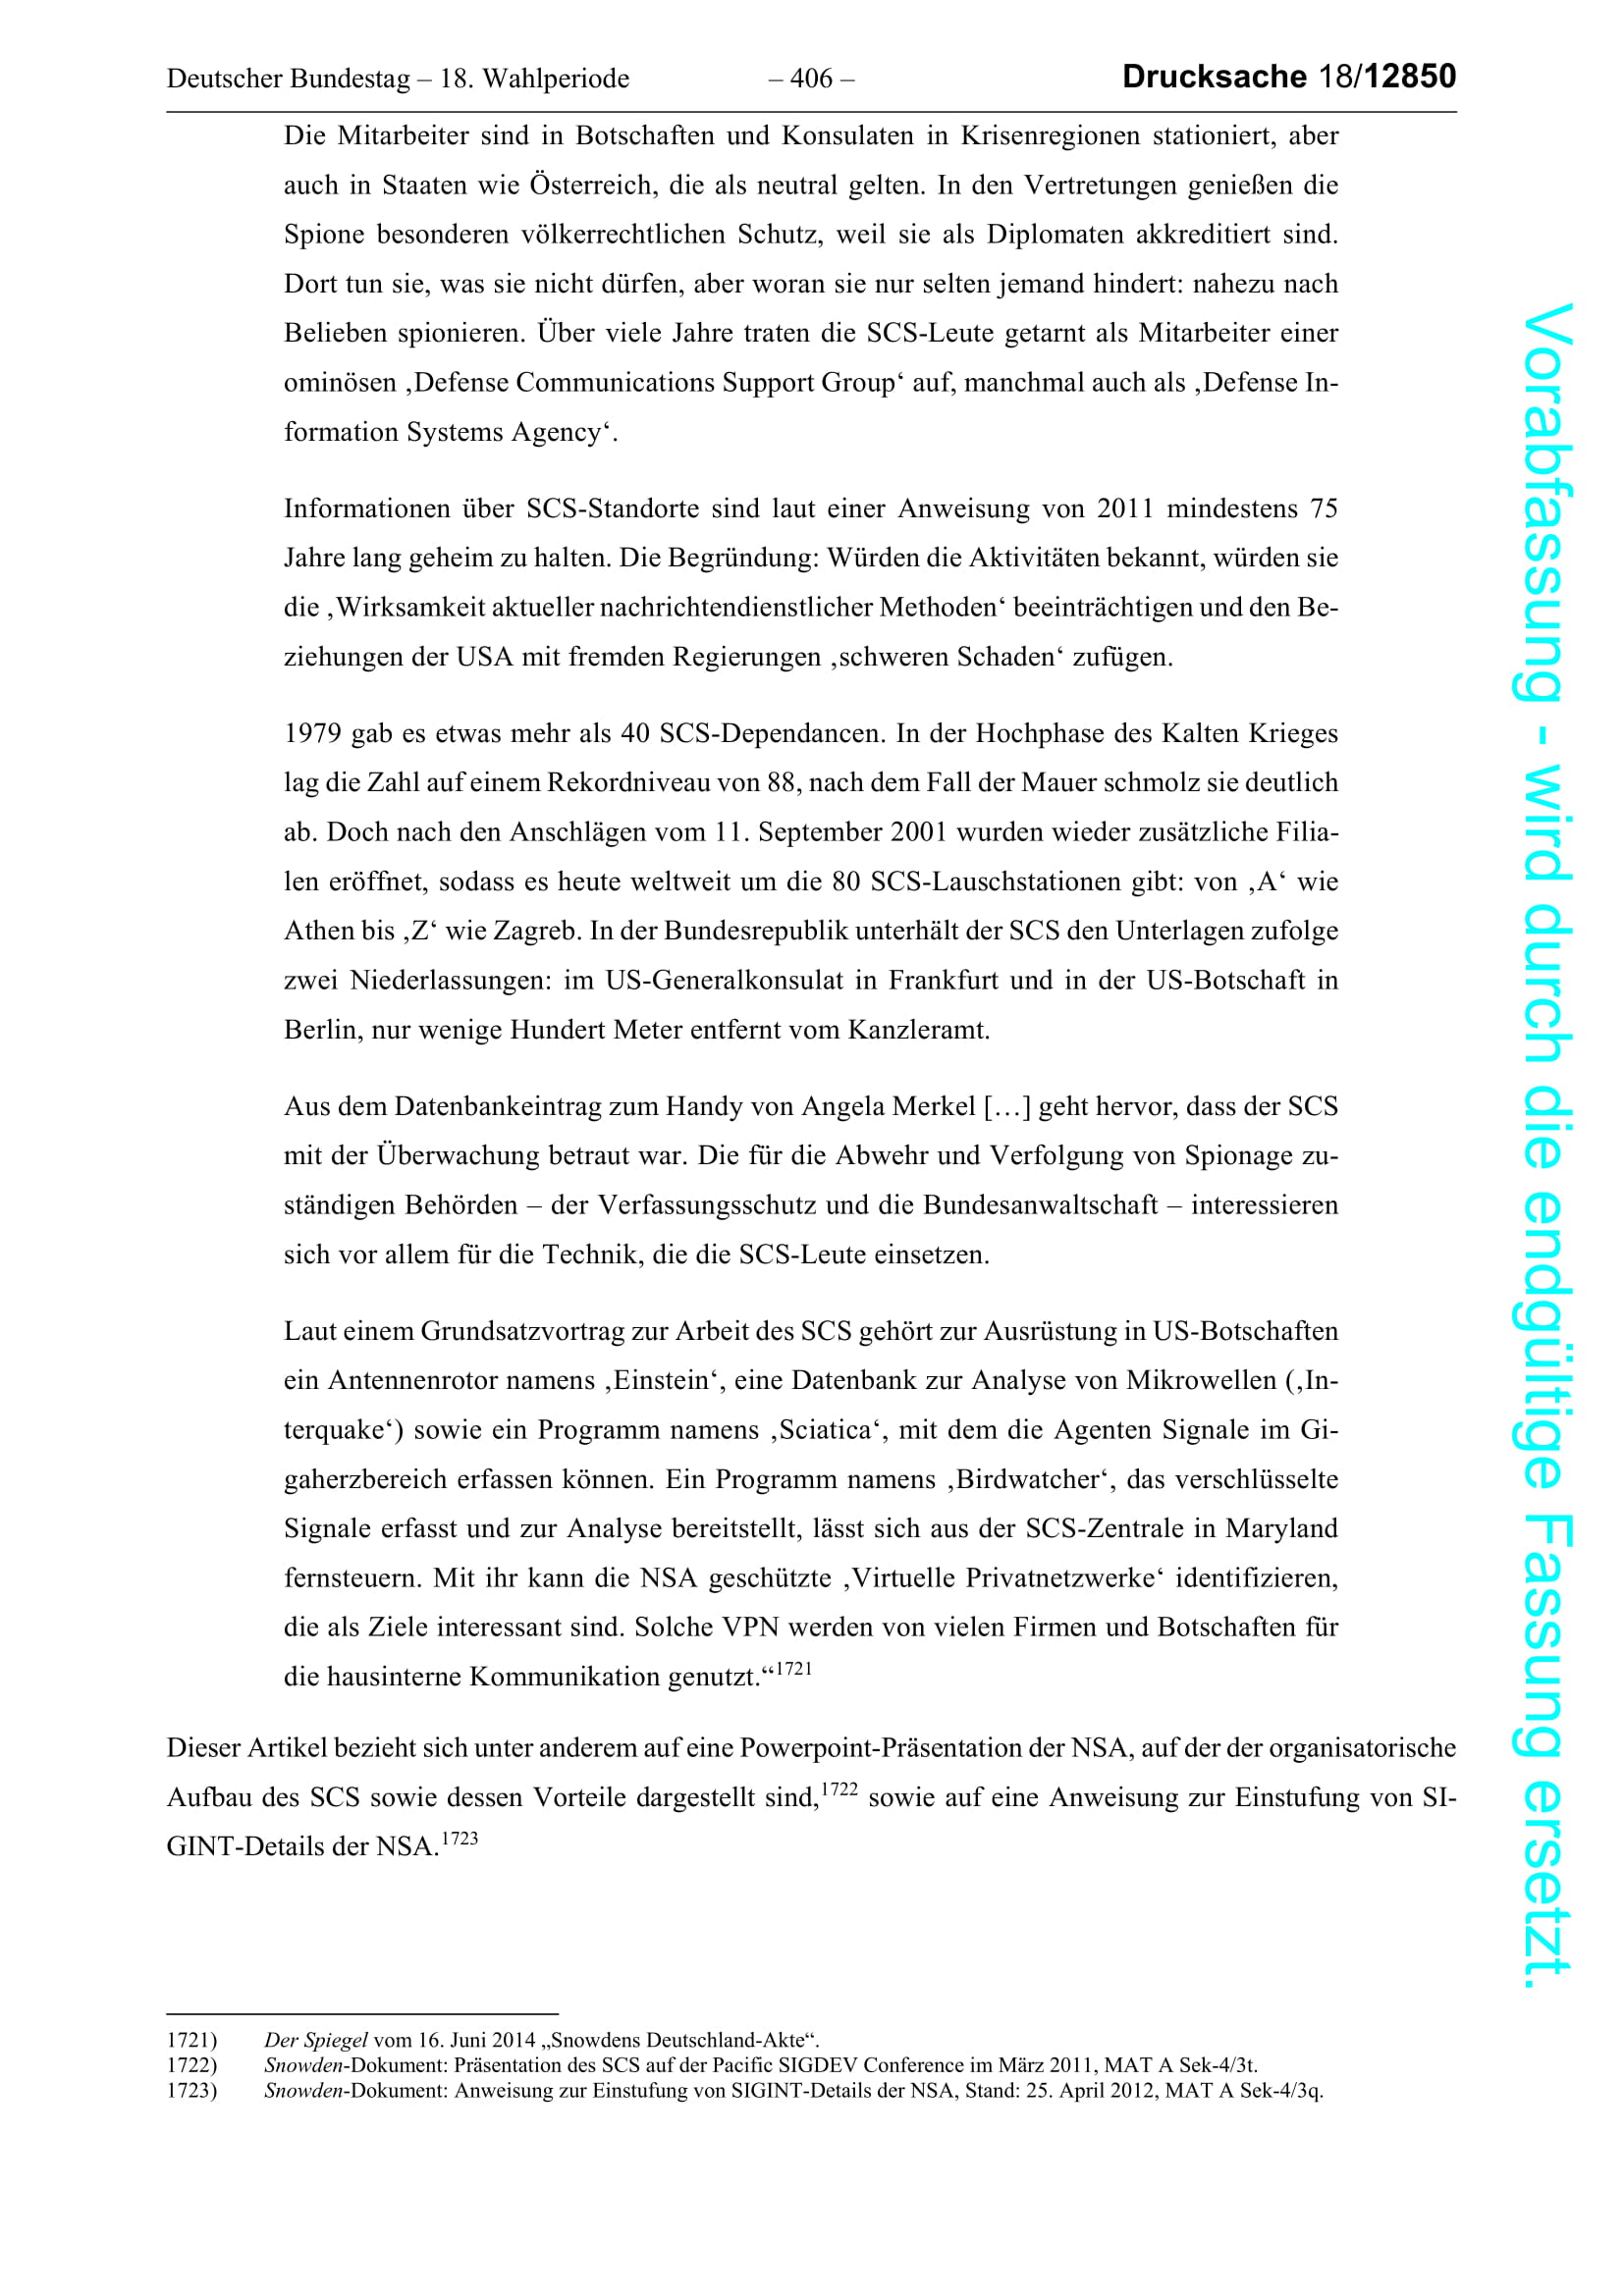 Deutscher Bundestag – 18. Wahlperiode – 406 – Drucksache 18/12850
Die Mitarbeiter sind in Botschaften und Konsulaten in Krisenregionen stationiert, aber
auch in Staaten wie Österreich, die als neutral gelten. In den Vertretungen genießen die
Spione besonderen völkerrechtlichen Schutz, weil sie als Diplomaten akkreditiert sind.
Dort tun sie, was sie nicht dürfen, aber woran sie nur selten jemand hindert: nahezu nach
Belieben spionieren. Über viele Jahre traten die SCS-Leute getarnt als Mitarbeiter einer
ominösen ‚Defense Communications Support Group‘ auf, manchmal auch als ‚Defense In-
formation Systems Agency‘.
Informationen über SCS-Standorte sind laut einer Anweisung von 2011 mindestens 75
Jahre lang geheim zu halten. Die Begründung: Würden die Aktivitäten bekannt, würden sie
die ‚Wirksamkeit aktueller nachrichtendienstlicher Methoden‘ beeinträchtigen und den Be-
ziehungen der USA mit fremden Regierungen ‚schweren Schaden‘ zufügen.
1979 gab es etwas mehr als 40 SCS-Dependancen. In der Hochphase des Kalten Krieges
lag die Zahl auf einem Rekordniveau von 88, nach dem Fall der Mauer schmolz sie deutlich
ab. Doch nach den Anschlägen vom 11. September 2001 wurden wieder zusätzliche Filia-
len eröffnet, sodass es heute weltweit um die 80 SCS-Lauschstationen gibt: von ‚A‘ wie
Athen bis ‚Z‘ wie Zagreb. In der Bundesrepublik unterhält der SCS den Unterlagen zufolge
zwei Niederlassungen: im US-Generalkonsulat in Frankfurt und in der US-Botschaft in
Berlin, nur wenige Hundert Meter entfernt vom Kanzleramt.
Aus dem Datenbankeintrag zum Handy von Angela Merkel […] geht hervor, dass der SCS
mit der Überwachung betraut war. Die für die Abwehr und Verfolgung von Spionage zu-
ständigen Behörden – der Verfassungsschutz und die Bundesanwaltschaft – interessieren
sich vor allem für die Technik, die die SCS-Leute einsetzen.
Laut einem Grundsatzvortrag zur Arbeit des SCS gehört zur Ausrüstung in US-Botschaften
ein Antennenrotor namens ‚Einstein‘, eine Datenbank zur Analyse von Mikrowellen (‚In-
terquake‘) sowie ein Programm namens ‚Sciatica‘, mit dem die Agenten Signale im Gi-
gaherzbereich erfassen können. Ein Programm namens ‚Birdwatcher‘, das verschlüsselte
Signale erfasst und zur Analyse bereitstellt, lässt sich aus der SCS-Zentrale in Maryland
fernsteuern. Mit ihr kann die NSA geschützte ‚Virtuelle Privatnetzwerke‘ identifizieren,
die als Ziele interessant sind. Solche VPN werden von vielen Firmen und Botschaften für
die hausinterne Kommunikation genutzt.“1721
Dieser Artikel bezieht sich unter anderem auf eine Powerpoint-Präsentation der NSA, auf der der organisatorische
Aufbau des SCS sowie dessen Vorteile dargestellt sind,1722 sowie auf eine Anweisung zur Einstufung von SI-
GINT-Details der NSA.1723
1721) Der Spiegel vom 16. Juni 2014 „Snowdens Deutschland-Akte“.
1722) Snowden-Dokument: Präsentation des SCS auf der Pacific SIGDEV Conference im März 2011, MAT A Sek-4/3t.
1723) Snowden-Dokument: Anweisung zur Einstufung von SIGINT-Details der NSA, Stand: 25. April 2012, MAT A Sek-4/3q.
Vorabfassung - wird durch die endgültige Fassung ersetzt.